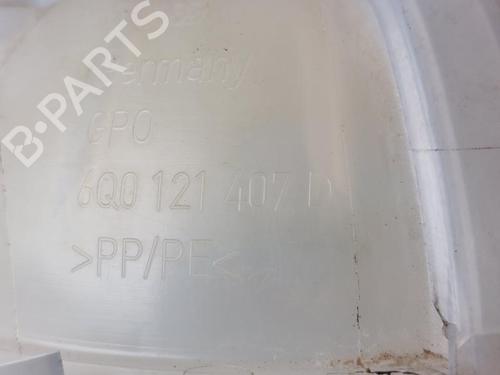 B-PARTS
Germany
GPO
6Q0 121 407 D
>PP/PE<